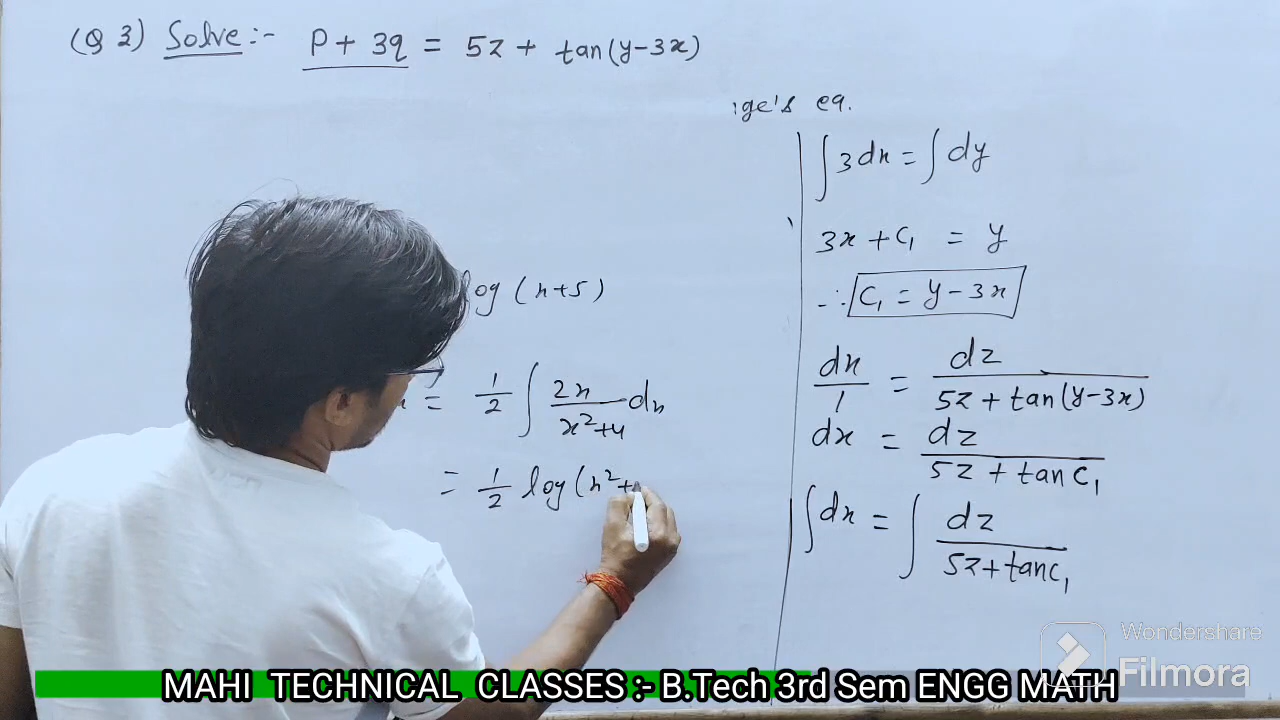 (Q 3) Solve :- p + 3q = 5z + tan(y-3x)
log (x+5)
= 1/2 ∫ 2x/x²+4 dx
= 1/2 log (x²+
ge's eq.
∫3dx = ∫dy
3x + C₁ = y
∴ C₁ = y - 3x
dx/1 = dz/5z + tan(y-3x)
dx = dz/5z + tan C₁
∫dx = ∫ dz/5z + tan C₁
Wondershare
Filmora
MAHI TECHNICAL CLASSES :- B.Tech 3rd Sem ENGG MATH